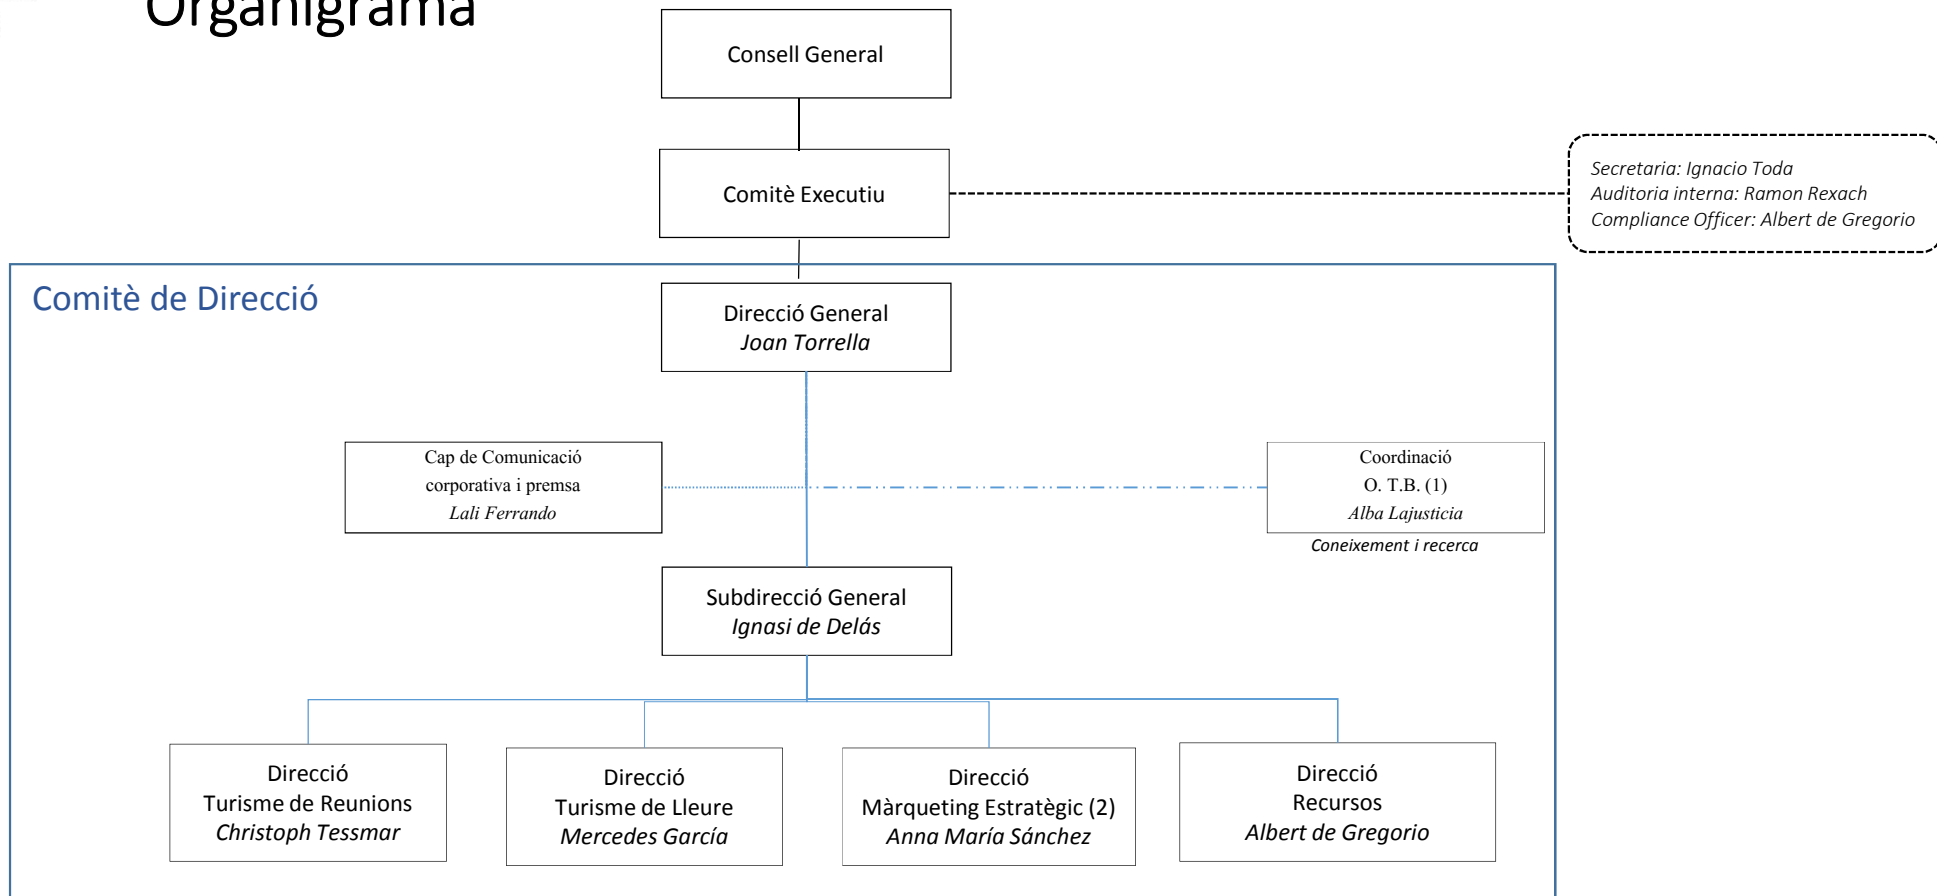 Organigrama
Consell General
Comitè Executiu
Secretaria: Ignacio Toda
Auditoria interna: Ramon Rexach
Compliance Officer: Albert de Gregorio
Comitè de Direcció
Direcció General
Joan Torrella
Cap de Comunicació
corporativa i premsa
Lali Ferrando
Coordinació
O. T.B. (1)
Alba Lajusticia
Coneixement i recerca
Subdirecció General
Ignasi de Delás
Direcció
Turisme de Reunions
Christoph Tessmar
Direcció
Turisme de Lleure
Mercedes García
Direcció
Màrqueting Estratègic (2)
Anna María Sánchez
Direcció
Recursos
Albert de Gregorio